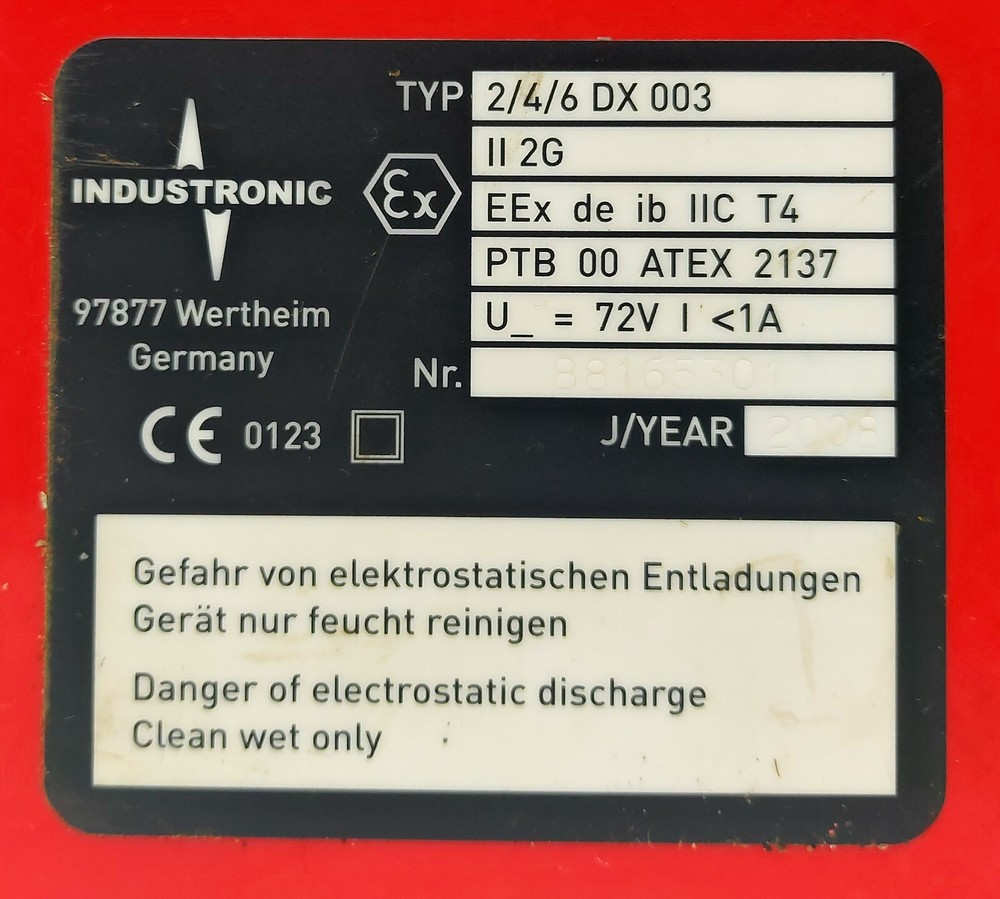 TYP 2/4/6 DX 003
II 2G
INDUSTRONIC
Ex EEx de ib IIC T4
PTB 00 ATEX 2137
97877 Wertheim
Germany
U_ = 72V I <1A
Nr.
CE 0123
J/YEAR 2008
Gefahr von elektrostatischen Entladungen
Gerät nur feucht reinigen
Danger of electrostatic discharge
Clean wet only